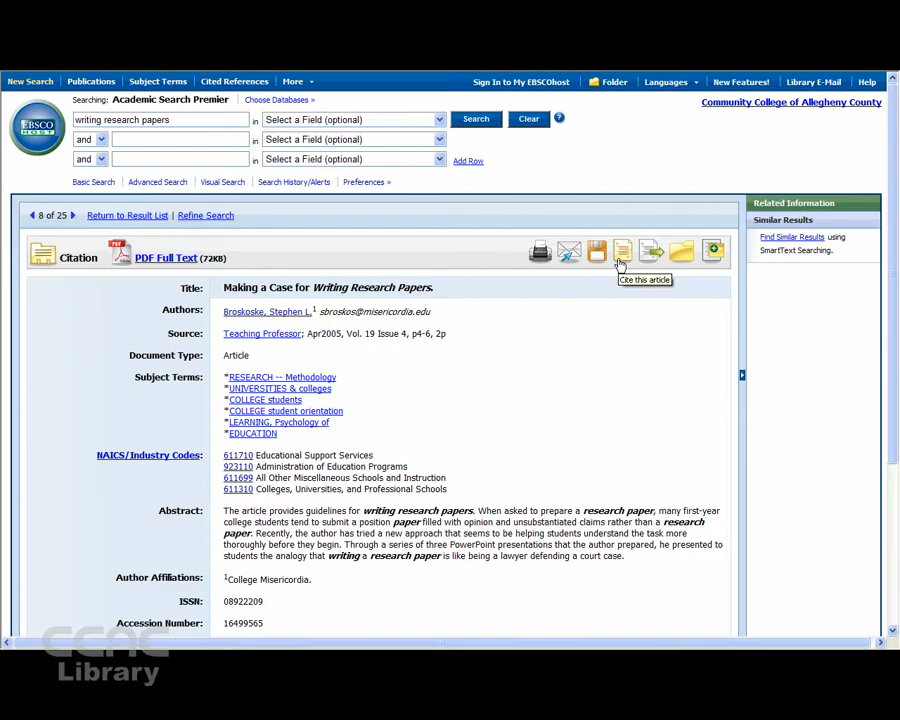 New Search Publications Subject Terms Cited References More Sign In to My EBSCOhost Folder Languages New Features! Library E-Mail Help
Searching: Academic Search Premier Choose Databases »
Community College of Allegheny County
EBSCO
HOST
writing research papers in Select a Field (optional) Search Clear ?
and in Select a Field (optional)
and in Select a Field (optional) Add Row
Basic Search Advanced Search Visual Search Search History/Alerts Preferences »
Related Information
8 of 25 Return to Result List Refine Search
Similar Results
Find Similar Results using
SmartText Searching.
Citation PDF PDF Full Text (72KB)
Cite this article
Title: Making a Case for Writing Research Papers.
Authors: Broskoske, Stephen L.1 sbroskos@misericordia.edu
Source: Teaching Professor; Apr2005, Vol. 19 Issue 4, p4-6, 2p
Document Type: Article
Subject Terms: *RESEARCH -- Methodology
*UNIVERSITIES & colleges
*COLLEGE students
*COLLEGE student orientation
*LEARNING, Psychology of
*EDUCATION
NAICS/Industry Codes: 611710 Educational Support Services
923110 Administration of Education Programs
611699 All Other Miscellaneous Schools and Instruction
611310 Colleges, Universities, and Professional Schools
Abstract: The article provides guidelines for writing research papers. When asked to prepare a research paper, many first-year
college students tend to submit a position paper filled with opinion and unsubstantiated claims rather than a research
paper. Recently, the author has tried a new approach that seems to be helping students understand the task more
thoroughly before they begin. Through a series of three PowerPoint presentations that the author prepared, he presented to
students the analogy that writing a research paper is like being a lawyer defending a court case.
Author Affiliations: 1College Misericordia.
ISSN: 08922209
Accession Number: 16499565
CCAC
Library